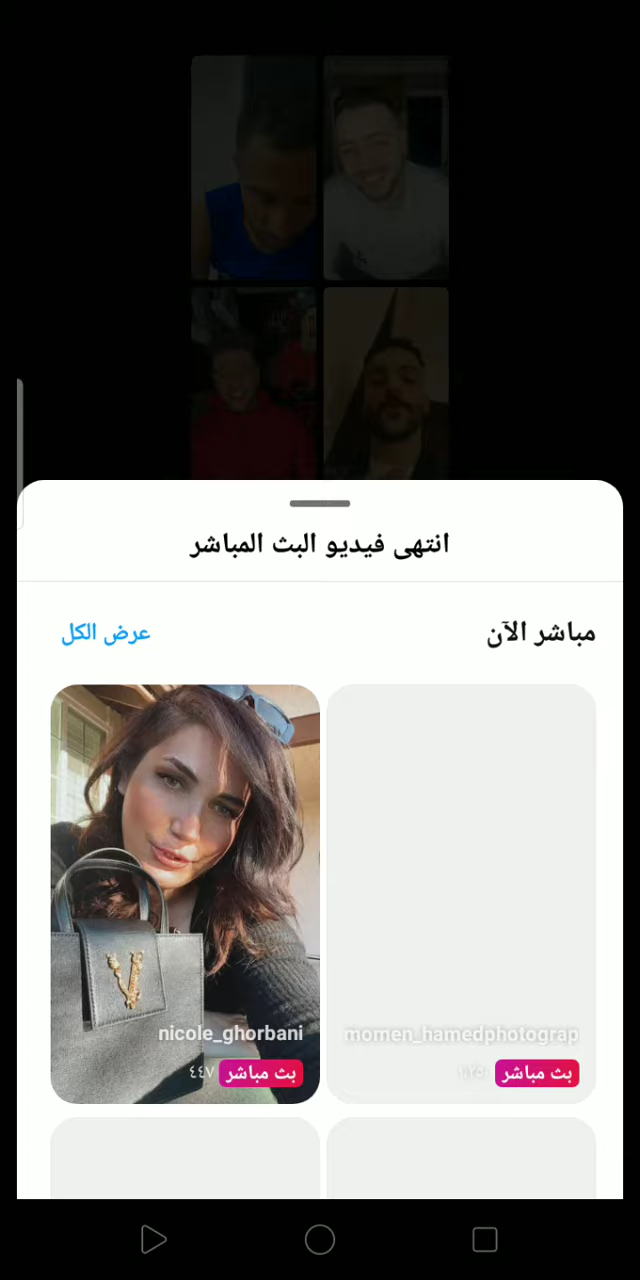 انتهى فيديو البث المباشر
مباشر الآن
عرض الكل
momen_hamedphotograp
بث مباشر
nicole_ghorbani
بث مباشر ٤٤٧